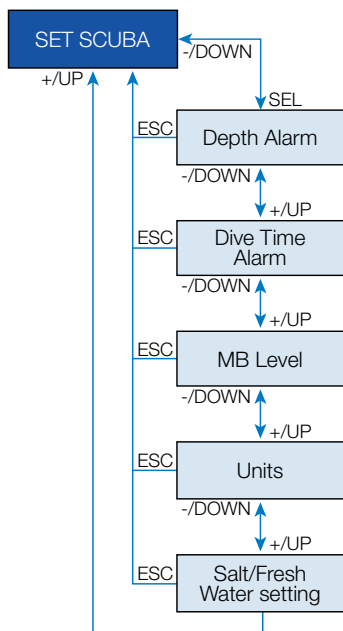 SET SCUBA
-/DOWN
+/UP
SEL
ESC
Depth Alarm
-/DOWN
+/UP
ESC
Dive Time
Alarm
-/DOWN
+/UP
ESC
MB Level
-/DOWN
+/UP
ESC
Units
-/DOWN
+/UP
ESC
Salt/Fresh
Water setting